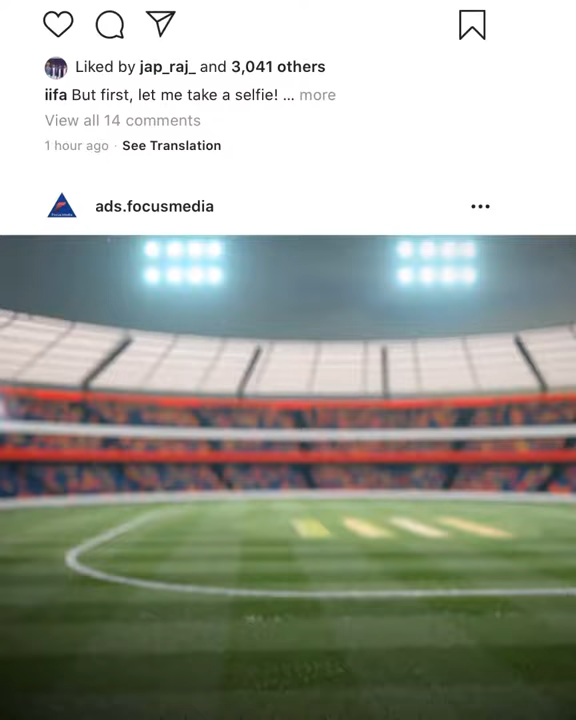 Liked by jap_raj_ and 3,041 others
iifa But first, let me take a selfie! ... more
View all 14 comments
1 hour ago · See Translation
ads.focusmedia